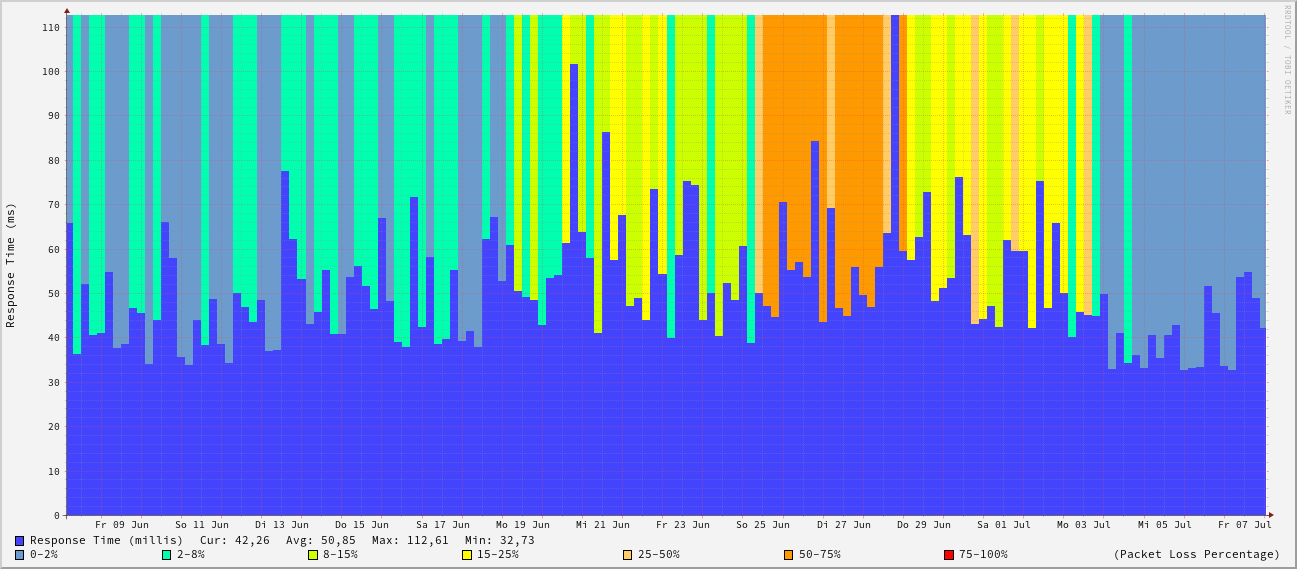 RRDTOOL / TOBI OETIKER
Response Time (ms)
110
100
90
80
70
60
50
40
30
20
10
0
Fr 09 Jun So 11 Jun Di 13 Jun Do 15 Jun Sa 17 Jun Mo 19 Jun Mi 21 Jun Fr 23 Jun So 25 Jun Di 27 Jun Do 29 Jun Sa 01 Jul Mo 03 Jul Mi 05 Jul Fr 07 Jul
Response Time (millis) Cur: 42,26 Avg: 50,85 Max: 112,61 Min: 32,73
0-2% 2-8% 8-15% 15-25% 25-50% 50-75% 75-100% (Packet Loss Percentage)